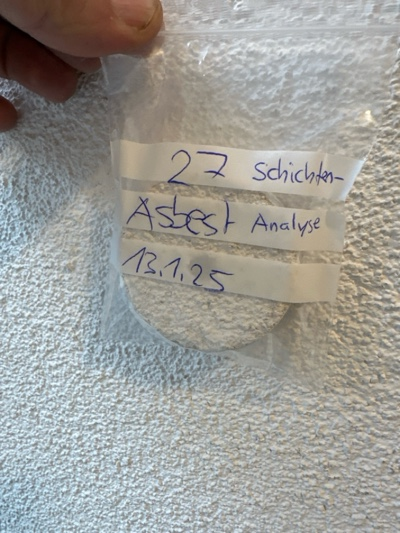 27 Schichten-
Asbest Analyse
13.1.25